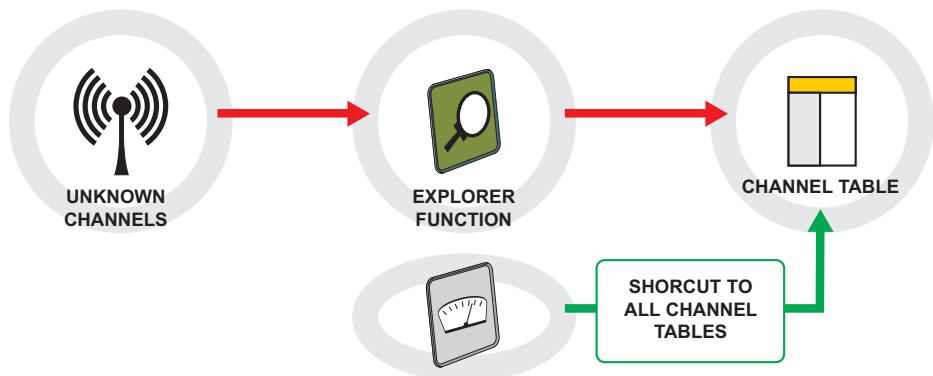 UNKNOWN
CHANNELS
EXPLORER
FUNCTION
CHANNEL TABLE
SHORCUT TO
ALL CHANNEL
TABLES